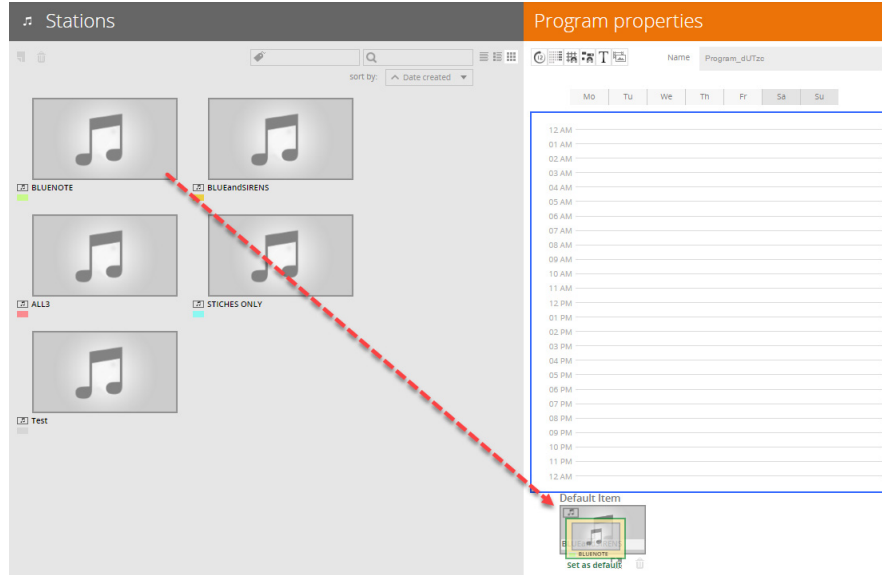 Stations
Program properties
Name Program_dUTzc
sort by: Date created
Mo Tu We Th Fr Sa Su
12 AM
01 AM
02 AM
03 AM
04 AM
05 AM
06 AM
07 AM
08 AM
09 AM
10 AM
11 AM
12 PM
01 PM
02 PM
03 PM
04 PM
05 PM
06 PM
07 PM
08 PM
09 PM
10 PM
11 PM
12 AM
BLUENOTE
BLUEandSIRENS
ALL3
STICHES ONLY
Test
Default Item
BLUENOTE
Set as default